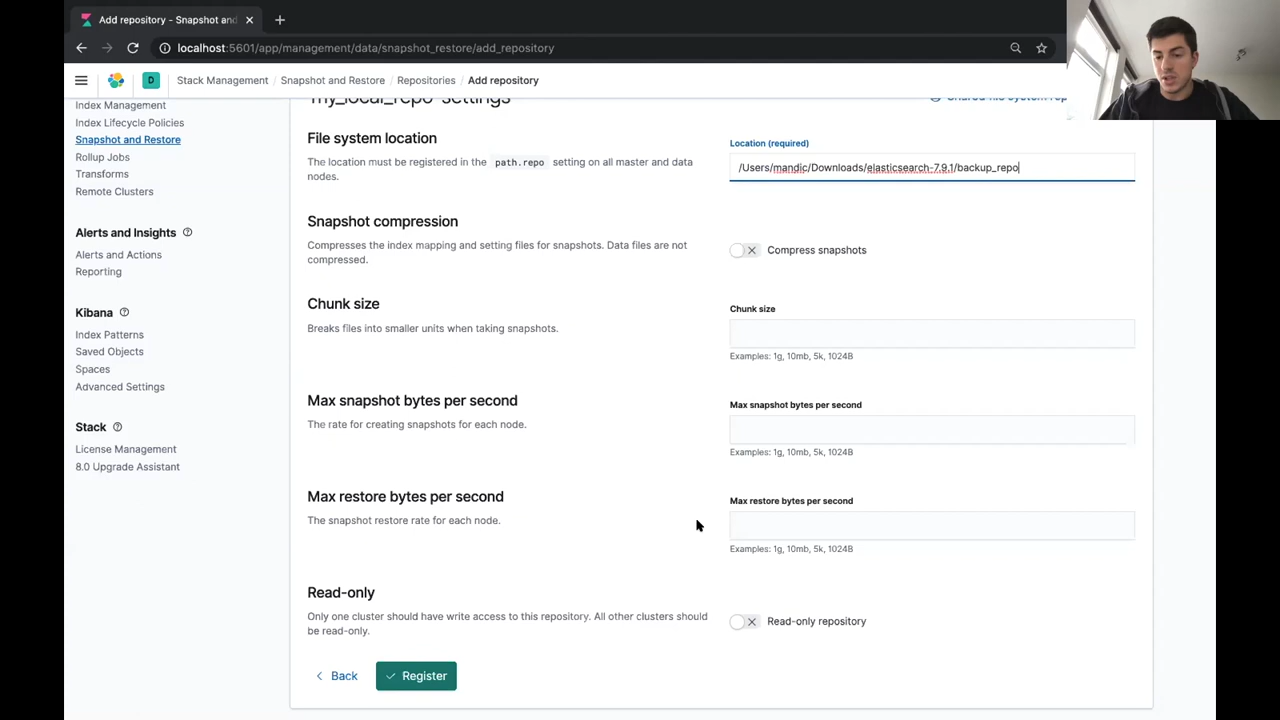 Add repository - Snapshot and
localhost:5601/app/management/data/snapshot_restore/add_repository
D
Stack Management / Snapshot and Restore / Repositories / Add repository
Index Management
Index Lifecycle Policies
Snapshot and Restore
Rollup Jobs
Transforms
Remote Clusters
Alerts and Insights
Alerts and Actions
Reporting
Kibana
Index Patterns
Saved Objects
Spaces
Advanced Settings
Stack
License Management
8.0 Upgrade Assistant
my_local_repo settings
Shared file system
File system location
The location must be registered in the path.repo setting on all master and data
nodes.
Location (required)
/Users/mandic/Downloads/elasticsearch-7.9.1/backup_repo
Snapshot compression
Compresses the index mapping and setting files for snapshots. Data files are not
compressed.
Compress snapshots
Chunk size
Breaks files into smaller units when taking snapshots.
Chunk size
Examples: 1g, 10mb, 5k, 1024B
Max snapshot bytes per second
The rate for creating snapshots for each node.
Max snapshot bytes per second
Examples: 1g, 10mb, 5k, 1024B
Max restore bytes per second
The snapshot restore rate for each node.
Max restore bytes per second
Examples: 1g, 10mb, 5k, 1024B
Read-only
Only one cluster should have write access to this repository. All other clusters should
be read-only.
Read-only repository
Back
Register